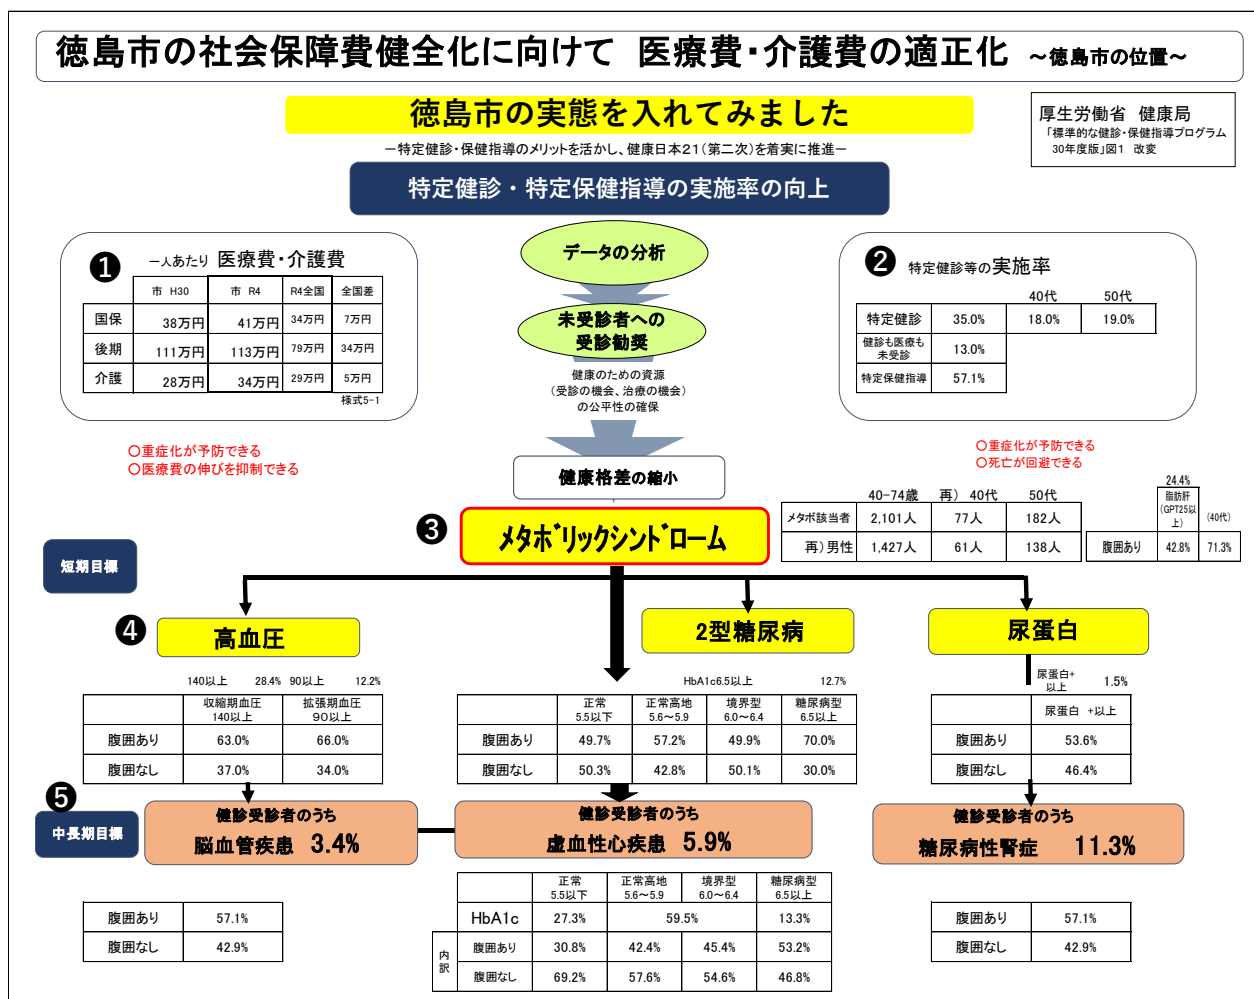 徳島市の社会保障費健全化に向けて 医療費・介護費の適正化 ～徳島市の位置～
徳島市の実態を入れてみました
厚生労働省 健康局
「標準的な健診・保健指導プログラム
30年度版」図1 改変
－特定健診・保健指導のメリットを活かし、健康日本21（第二次）を着実に推進－
特定健診・特定保健指導の実施率の向上
❶ 一人あたり 医療費・介護費
市 H30 市 R4 R4全国 全国差
国保 38万円 41万円 34万円 7万円
後期 111万円 113万円 79万円 34万円
介護 28万円 34万円 29万円 5万円
様式5-1
○重症化が予防できる
○医療費の伸びを抑制できる
データの分析
未受診者への
受診勧奨
健康のための資源
（受診の機会、治療の機会）
の公平性の確保
健康格差の縮小
❷ 特定健診等の実施率
40代 50代
特定健診 35.0% 18.0% 19.0%
健診も医療も
未受診 13.0%
特定保健指導 57.1%
○重症化が予防できる
○死亡が回避できる
❸ メタボリックシンドローム
40-74歳 再） 40代 50代
メタボ該当者 2,101人 77人 182人
再）男性 1,427人 61人 138人
24.4%
脂肪肝
（GPT25以
上）
（40代）
腹囲あり 42.8% 71.3%
短期目標
❹ 高血圧
2型糖尿病
尿蛋白
140以上 28.4% 90以上 12.2%
収縮期血圧
140以上
拡張期血圧
90以上
腹囲あり 63.0% 66.0%
腹囲なし 37.0% 34.0%
HbA1c6.5以上 12.7%
正常 正常高地 境界型 糖尿病型
5.5以下 5.6～5.9 6.0～6.4 6.5以上
腹囲あり 49.7% 57.2% 49.9% 70.0%
腹囲なし 50.3% 42.8% 50.1% 30.0%
尿蛋白+
以上 1.5%
尿蛋白 +以上
腹囲あり 53.6%
腹囲なし 46.4%
❺
中長期目標
健診受診者のうち
脳血管疾患 3.4%
健診受診者のうち
虚血性心疾患 5.9%
健診受診者のうち
糖尿病性腎症 11.3%
腹囲あり 57.1%
腹囲なし 42.9%
正常 正常高地 境界型 糖尿病型
5.5以下 5.6～5.9 6.0～6.4 6.5以上
HbA1c 27.3% 59.5% 13.3%
内訳
腹囲あり 30.8% 42.4% 45.4% 53.2%
腹囲なし 69.2% 57.6% 54.6% 46.8%
腹囲あり 57.1%
腹囲なし 42.9%